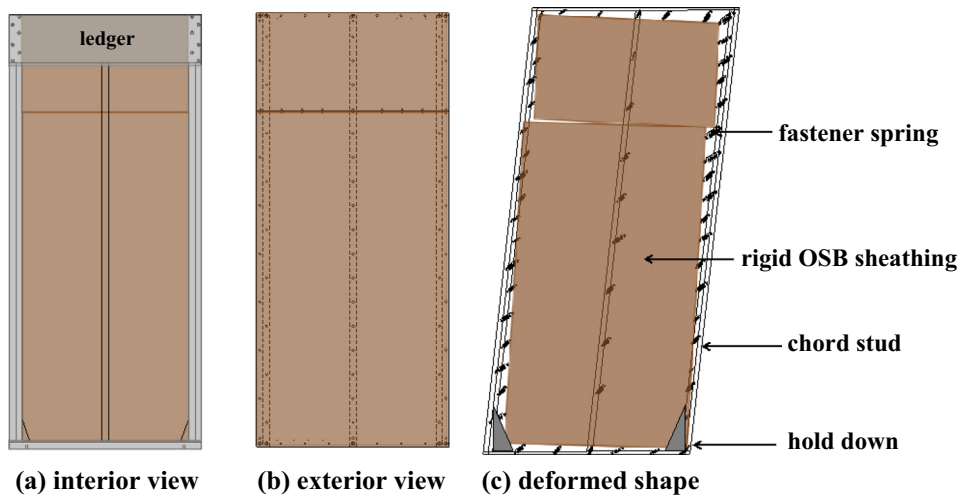 ledger
fastener spring
rigid OSB sheathing
chord stud
hold down
(a) interior view
(b) exterior view
(c) deformed shape